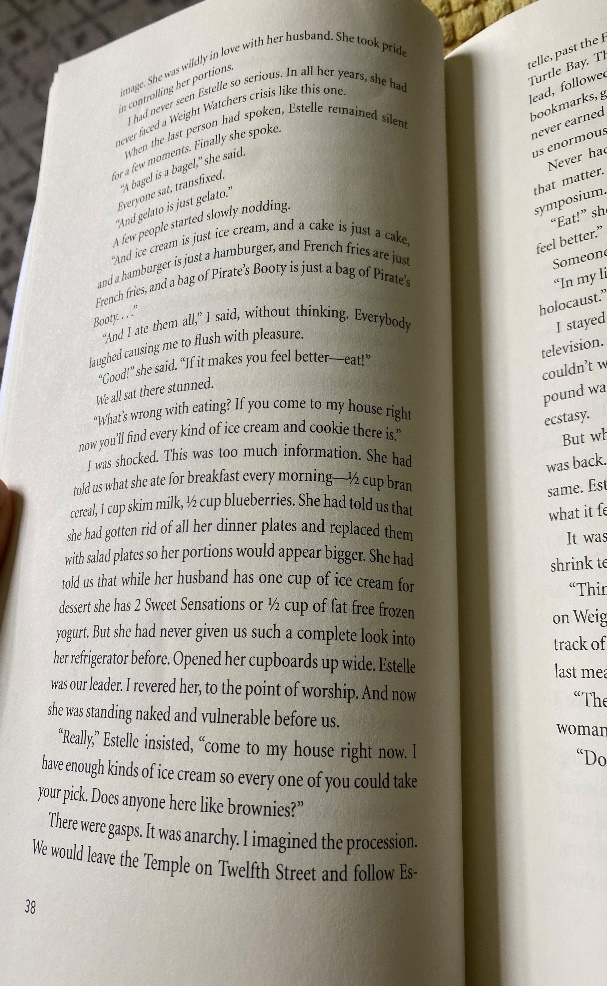 image. She was wildly in love with her husband. She took pride
in controlling her portions.
I had never seen Estelle so serious. In all her years, she had
never faced a Weight Watchers crisis like this one.
When the last person had spoken, Estelle remained silent
for a few moments. Finally she spoke.
“A bagel is a bagel,” she said.
Everyone sat, transfixed.
“And gelato is just gelato.”
A few people started slowly nodding.
“And ice cream is just ice cream, and a cake is just a cake,
and a hamburger is just a hamburger, and French fries are just
French fries, and a bag of Pirate’s Booty is just a bag of Pirate’s
Booty. . . .”
“And I ate them all,” I said, without thinking. Everybody
laughed causing me to flush with pleasure.
“Good!” she said. “If it makes you feel better—eat!”
We all sat there stunned.
“What’s wrong with eating? If you come to my house right
now you’ll find every kind of ice cream and cookie there is.”
I was shocked. This was too much information. She had
told us what she ate for breakfast every morning—½ cup bran
cereal, 1 cup skim milk, ½ cup blueberries. She had told us that
she had gotten rid of all her dinner plates and replaced them
with salad plates so her portions would appear bigger. She had
told us that while her husband has one cup of ice cream for
dessert she has 2 Sweet Sensations or ½ cup of fat free frozen
yogurt. But she had never given us such a complete look into
her refrigerator before. Opened her cupboards up wide. Estelle
was our leader. I revered her, to the point of worship. And now
she was standing naked and vulnerable before us.
“Really,” Estelle insisted, “come to my house right now. I
have enough kinds of ice cream so every one of you could take
your pick. Does anyone here like brownies?”
There were gasps. It was anarchy. I imagined the procession.
We would leave the Temple on Twelfth Street and follow Es-
38
telle, past the
Turtle Bay.
lead, followed
bookmarks,
never earned
us enormous
Never had
that matter.
symposium.
“Eat!” she
feel better.”
Someone
“In my li
holocaust.”
I stayed
television.
couldn’t w
pound wa
ecstasy.
But wh
was back.
same. Est
what it fe
It was
shrink te
“Thin
on Weig
track of
last mea
“The
woman
“Do